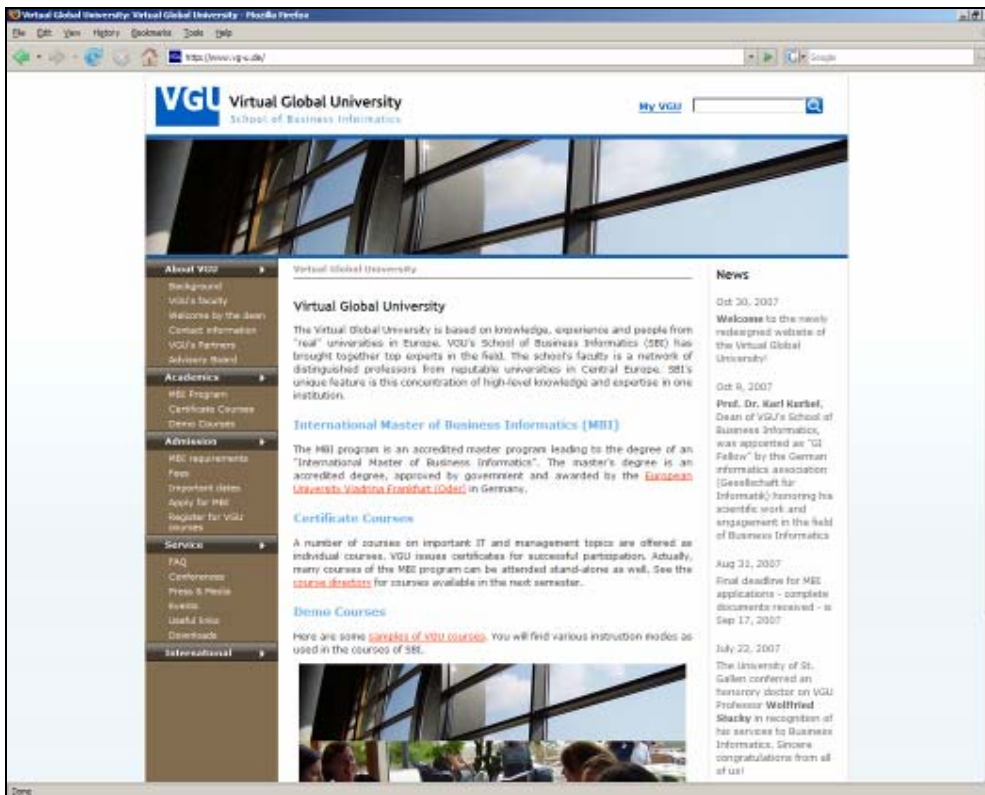 Virtual Global University: Virtual Global University - Mozilla Firefox
File Edit View History Bookmarks Tools Help
http://www.vg-u.de/
Google
VGU Virtual Global University
School of Business Informatics
My VGU
About VGU
Background
VGU's faculty
Welcome by the dean
Contact information
VGU's Partners
Advisory Board
Academics
MBI Program
Certificate Courses
Demo Courses
Admission
MBI requirements
Fees
Important dates
Apply for MBI
Register for VGU
courses
Service
FAQ
Conferences
Press & Media
Events
Useful links
Downloads
International
Virtual Global University
Virtual Global University
The Virtual Global University is based on knowledge, experience and people from
"real" universities in Europe. VGU's School of Business Informatics (SBI) has
brought together top experts in the field. The school's faculty is a network of
distinguished professors from reputable universities in Central Europe. SBI's
unique feature is this concentration of high-level knowledge and expertise in one
institution.
International Master of Business Informatics (MBI)
The MBI program is an accredited master program leading to the degree of an
"International Master of Business Informatics". The master's degree is an
accredited degree, approved by government and awarded by the European
University Viadrina Frankfurt (Oder) in Germany.
Certificate Courses
A number of courses on important IT and management topics are offered as
individual courses. VGU issues certificates for successful participation. Actually,
many courses of the MBI program can be attended stand-alone as well. See the
course directory for courses available in the next semester.
Demo Courses
Here are some samples of VGU courses. You will find various instruction modes as
used in the courses of SBI.
News
Oct 30, 2007
Welcome to the newly
redesigned website of
the Virtual Global
University!
Oct 9, 2007
Prof. Dr. Karl Kurbel,
Dean of VGU's School of
Business Informatics,
was appointed as "GI
Fellow" by the German
informatics association
(Gesellschaft für
Informatik) honoring his
scientific work and
engagement in the field
of Business Informatics
Aug 31, 2007
Final deadline for MBI
applications - complete
documents received - is
Sep 17, 2007
July 22, 2007
The University of St.
Gallen conferred an
honorary doctor on VGU
Professor Wolffried
Stucky in recognition of
his services to Business
Informatics. Sincere
congratulations from all
of us!
Done